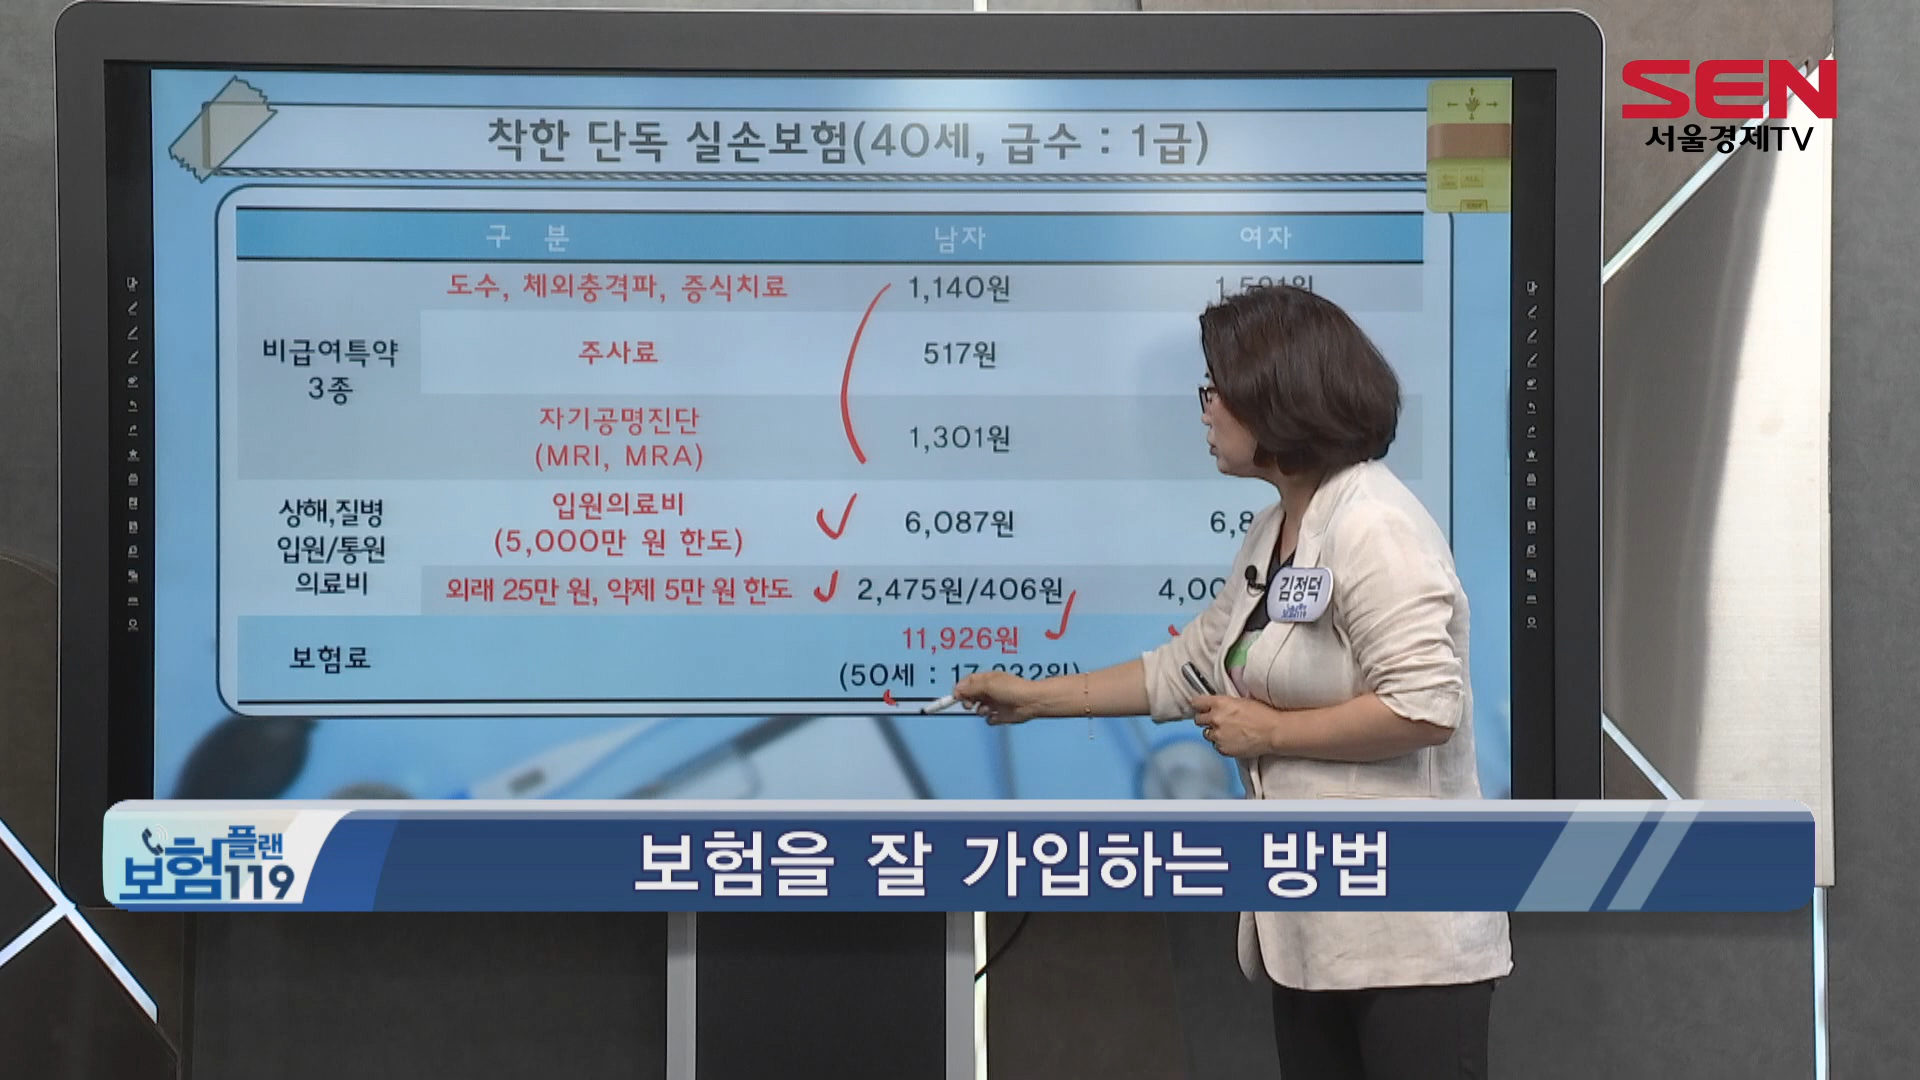 SEN
서울경제TV
착한 단독 실손보험(40세, 급수 : 1급)
구 분 남자 여자
도수, 체외충격파, 증식치료 1,140원
비급여특약
3종
주사료 517원
자기공명진단
(MRI, MRA)
1,301원
상해,질병
입원/통원
의료비
입원의료비
(5,000만 원 한도)
6,087원
외래 25만 원, 약제 5만 원 한도 2,475원/406원
보험료
11,926원
(50세 :
김정덕
보험플랜119
보험을 잘 가입하는 방법